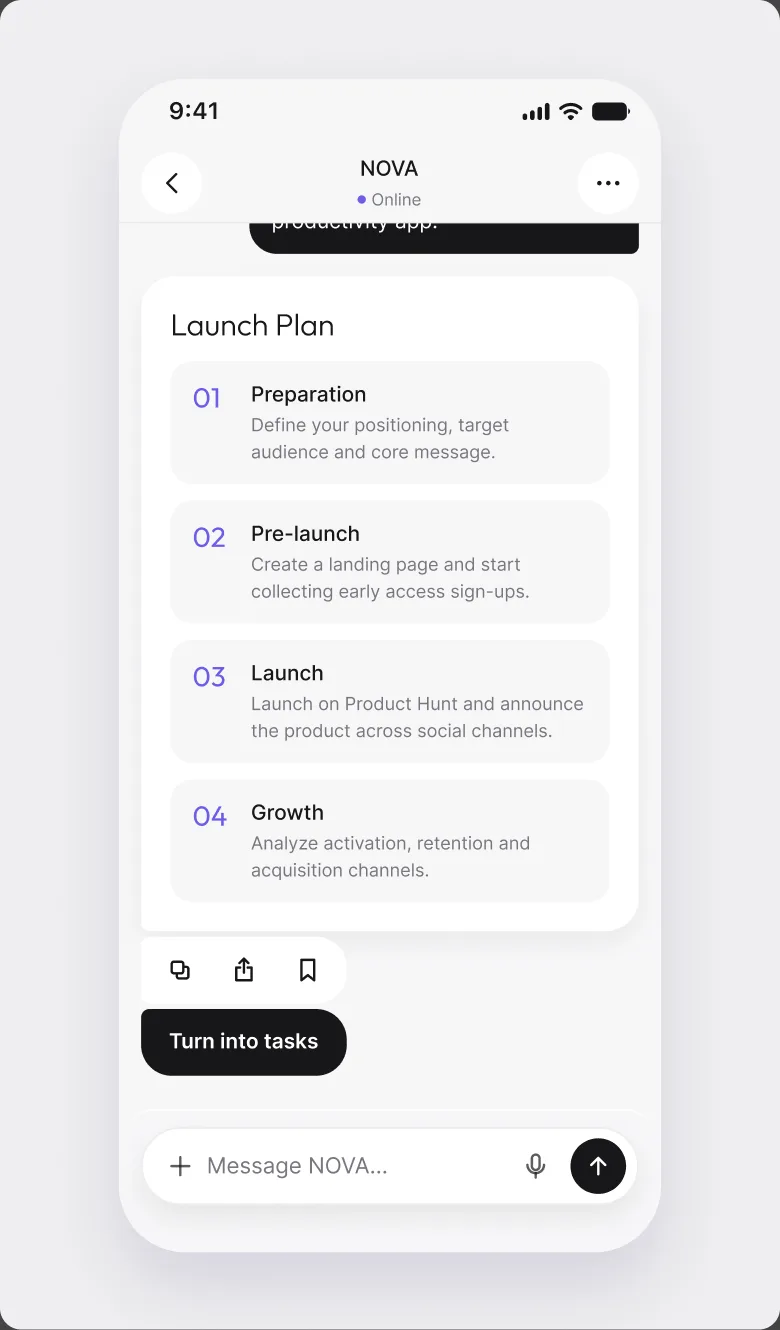 9:41
NOVA
Online
productivity app.
Launch Plan
01
Preparation
Define your positioning, target
audience and core message.
02
Pre-launch
Create a landing page and start
collecting early access sign-ups.
03
Launch
Launch on Product Hunt and announce
the product across social channels.
04
Growth
Analyze activation, retention and
acquisition channels.
Turn into tasks
Message NOVA...